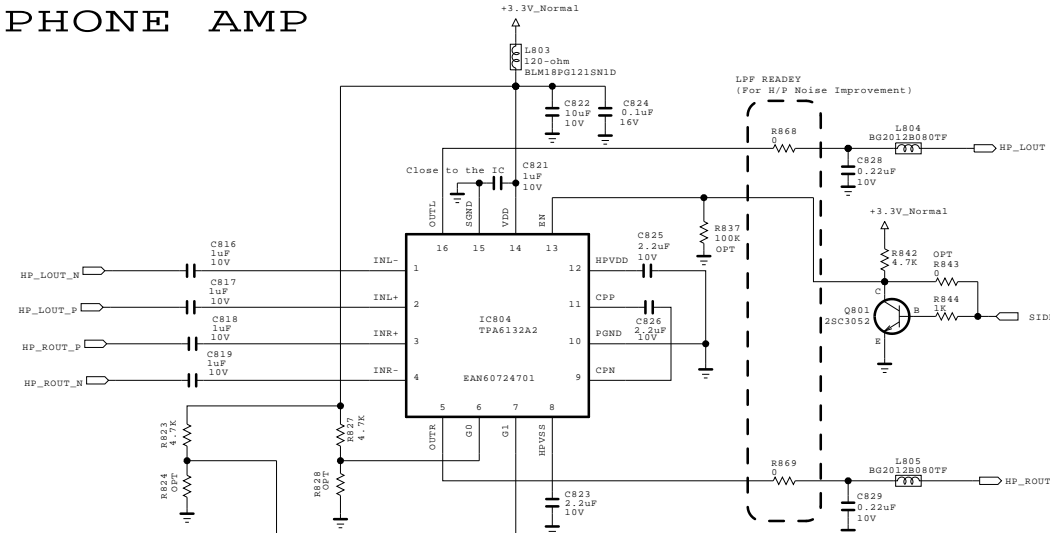 PHONE AMP
+3.3V_Normal
L803
120-ohm
BLM18PG121SN1D
LPF READEY
(For H/P Noise Improvement)
C822
10uF
10V
C824
0.1uF
16V
R868
0
L804
BG2012B080TF
HP_LOUT
C828
0.22uF
10V
Close to the IC
C821
1uF
10V
OUTL
SGND
VDD
EN
16
15
14
13
R837
100K
OPT
+3.3V_Normal
R842
4.7K
OPT
R843
0
R844
1K
C
B
E
Q801
2SC3052
SIDE
C816
1uF
10V
HP_LOUT_N
INL-
1
C817
1uF
10V
HP_LOUT_P
INL+
2
C818
1uF
10V
HP_ROUT_P
INR+
3
C819
1uF
10V
HP_ROUT_N
INR-
4
IC804
TPA6132A2
EAN60724701
12
HPVDD
C825
2.2uF
10V
11
CPP
C826
2.2uF
10V
10
PGND
9
CPN
5
6
7
8
OUTR
G0
G1
HPVSS
R823
4.7K
R824
OPT
R827
4.7K
R828
OPT
C823
2.2uF
10V
R869
0
L805
BG2012B080TF
HP_ROUT
C829
0.22uF
10V